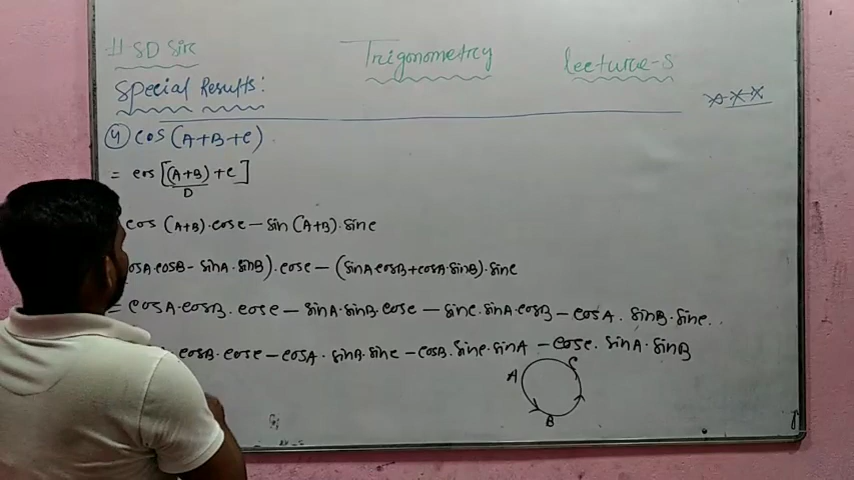 H-SD Sir Trigonometry lecture-5
Special Results:
④ cos (A+B+C)
= cos [(A+B) + C]
D
cos (A+B)·cosc - sin (A+B)·sinc
osA·cosB - sinA·sinB)·cosc - (sinA·cosB+cosA·sinB)·sinc
= cosA·cosB·cosc - sinA·sinB·cosc - sinc·sinA·cosB - cosA·sinB·sinc.
cosB·cosc - cosA·sinB·sinc - cosB·sinc·sinA - cosc·sinA·sinB
A C
B